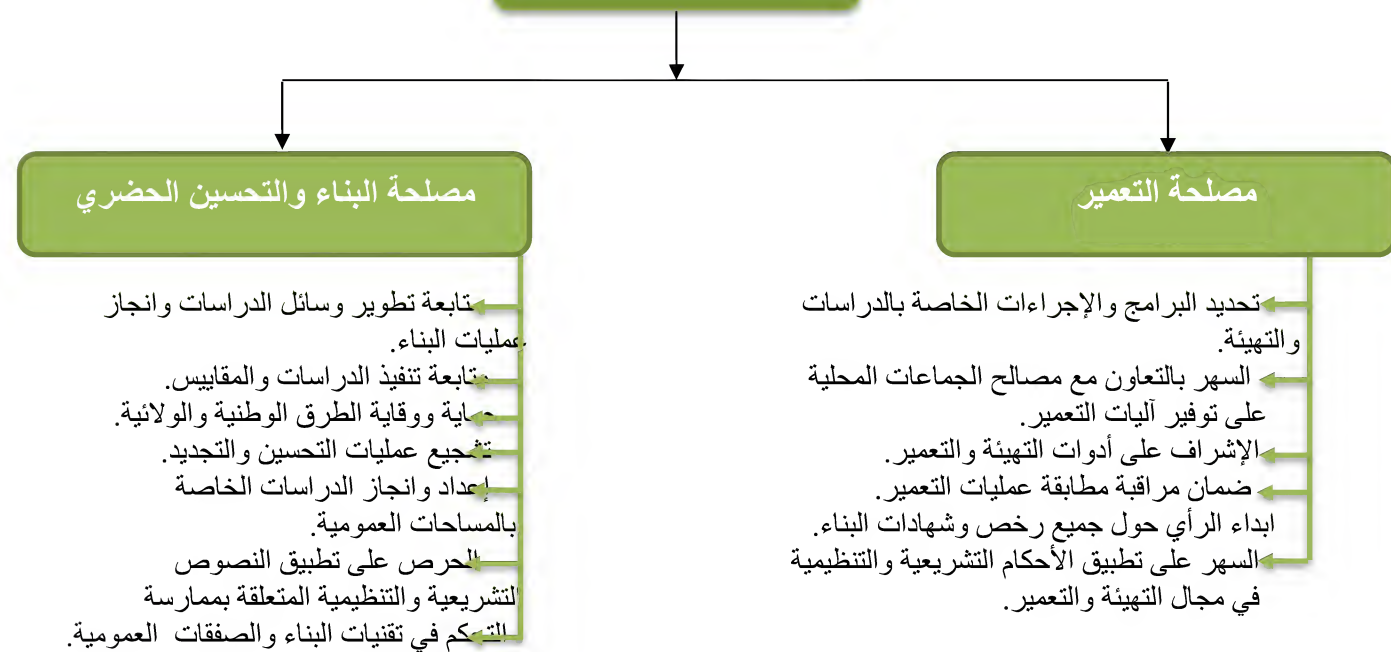 مصلحة التعمير
تحديد البرامج والإجراءات الخاصة بالدراسات
والتهيئة.
السهر بالتعاون مع مصالح الجماعات المحلية
على توفير آليات التعمير.
الإشراف على أدوات التهيئة والتعمير.
ضمان مراقبة مطابقة عمليات التعمير.
ابداء الرأي حول جميع رخص وشهادات البناء.
السهر على تطبيق الأحكام التشريعية والتنظيمية
في مجال التهيئة والتعمير.
مصلحة البناء والتحسين الحضري
متابعة تطوير وسائل الدراسات وانجاز
عمليات البناء.
متابعة تنفيذ الدراسات والمقاييس.
ووقاية الطرق الوطنية والولائية.
تشجيع عمليات التحسين والتجديد.
إعداد وانجاز الدراسات الخاصة
بالمساحات العمومية.
الحرص على تطبيق النصوص
التشريعية والتنظيمية المتعلقة بممارسة
التحكم في تقنيات البناء والصفقات العمومية.